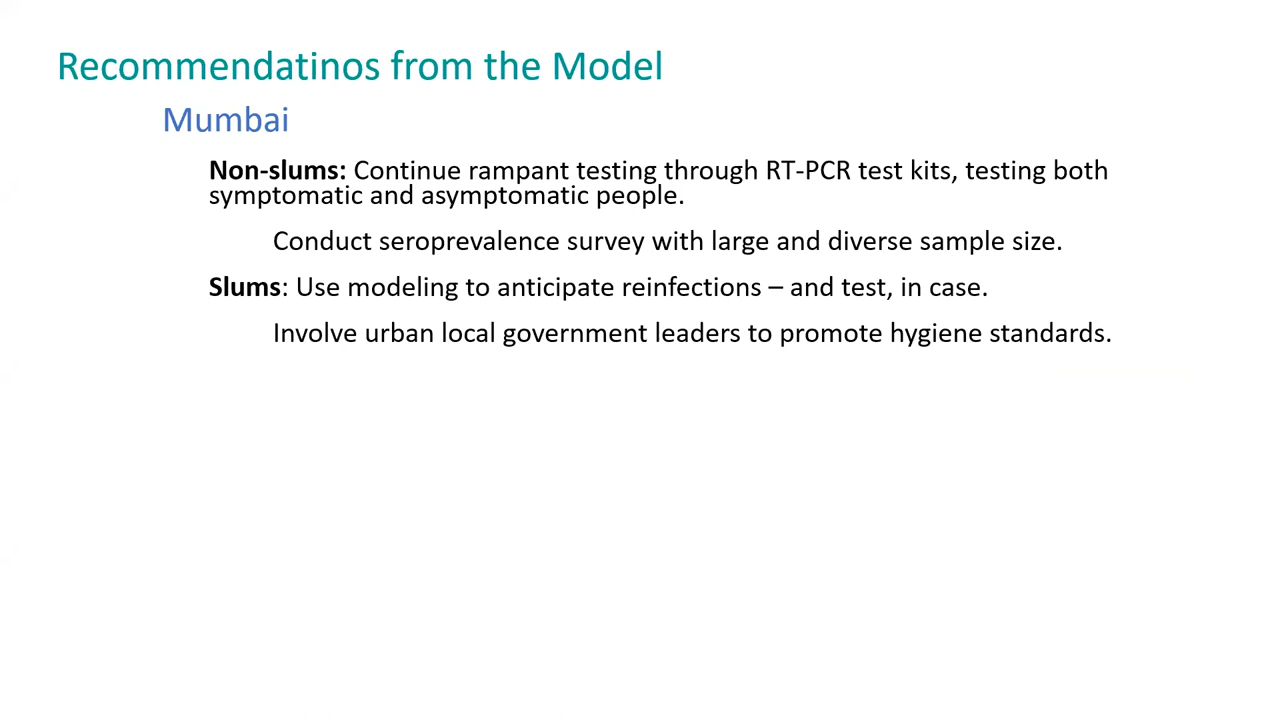 Recommendatinos from the Model
Mumbai
Non-slums: Continue rampant testing through RT-PCR test kits, testing both
symptomatic and asymptomatic people.
Conduct seroprevalence survey with large and diverse sample size.
Slums: Use modeling to anticipate reinfections – and test, in case.
Involve urban local government leaders to promote hygiene standards.